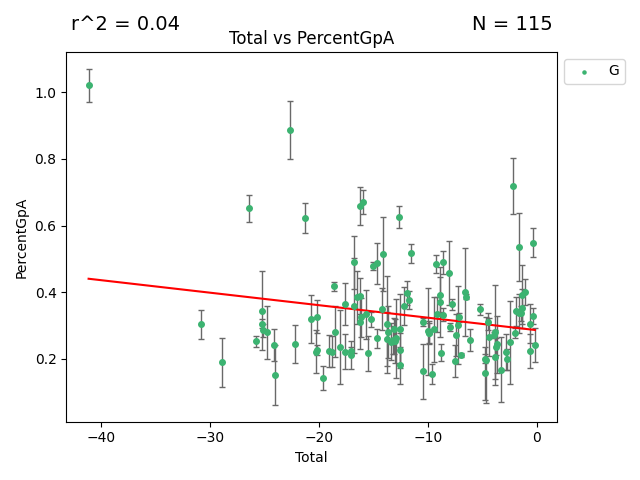 r^2 = 0.04
N = 115
Total vs PercentGpA
G
1.0
0.8
0.6
0.4
0.2
PercentGpA
−40
−30
−20
−10
0
Total